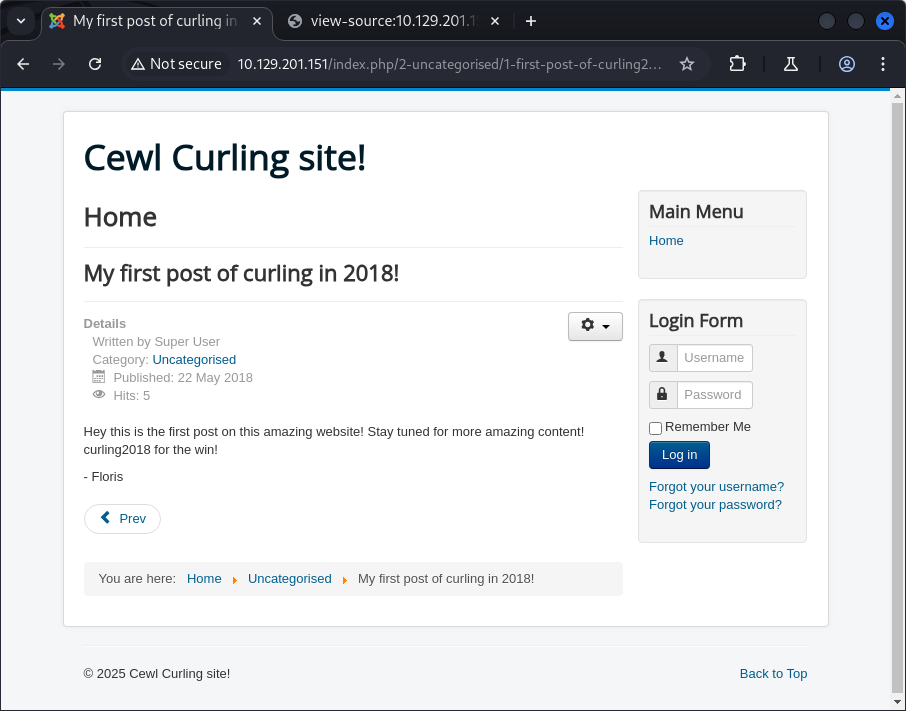 My first post of curling in
view-source:10.129.201.1
Not secure
10.129.201.151/index.php/2-uncategorised/1-first-post-of-curling2...
Cewl Curling site!
Home
My first post of curling in 2018!
Details
Written by Super User
Category: Uncategorised
Published: 22 May 2018
Hits: 5
Hey this is the first post on this amazing website! Stay tuned for more amazing content!
curling2018 for the win!
- Floris
Prev
You are here: Home Uncategorised My first post of curling in 2018!
Main Menu
Home
Login Form
Username
Password
Remember Me
Log in
Forgot your username?
Forgot your password?
© 2025 Cewl Curling site!
Back to Top